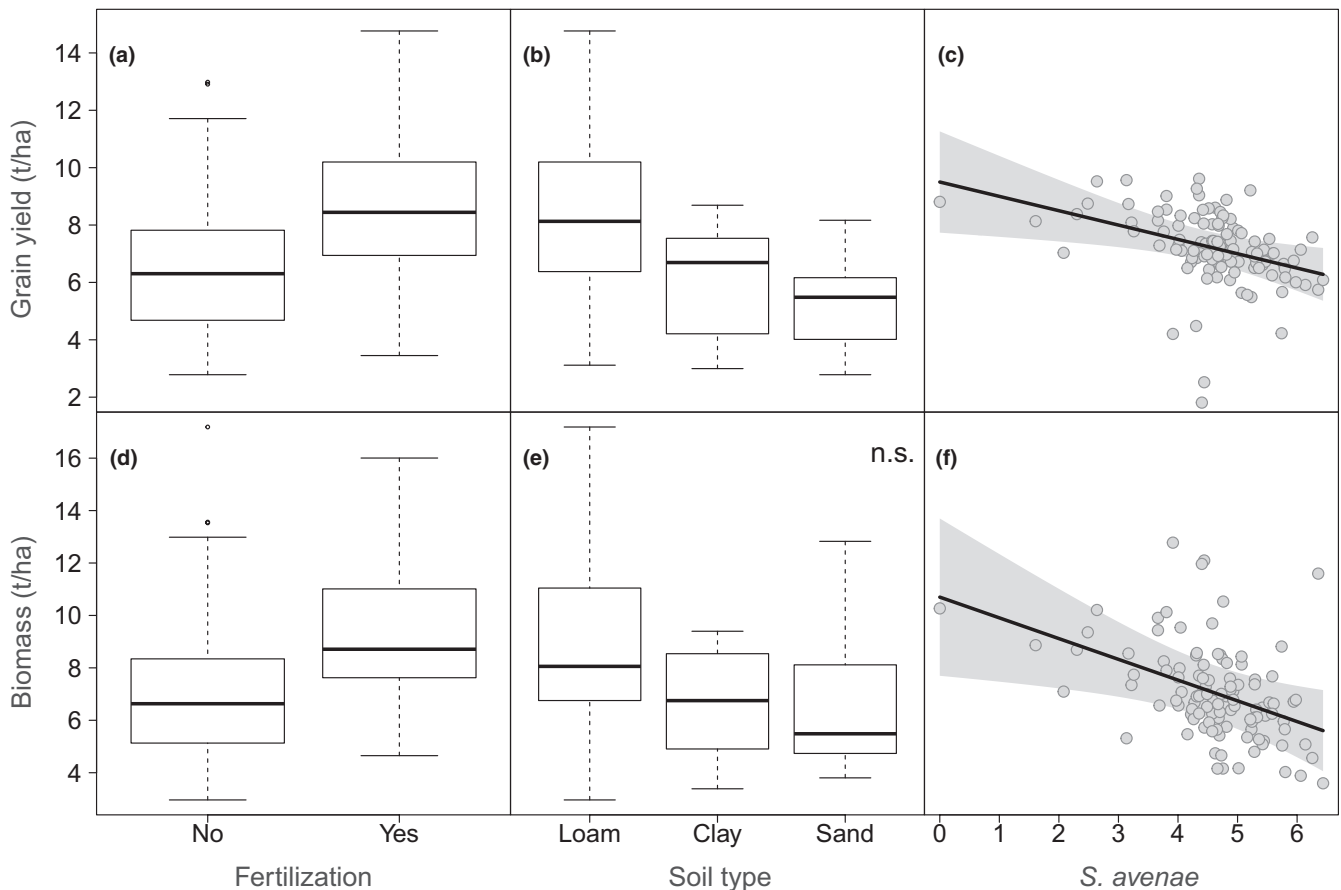 Grain yield (t/ha)
14
12
10
8
6
4
2
(a)
(b)
(c)
Biomass (t/ha)
16
14
12
10
8
6
4
(d)
(e)
n.s.
(f)
No
Yes
Loam
Clay
Sand
0 1 2 3 4 5 6
Fertilization
Soil type
S. avenae